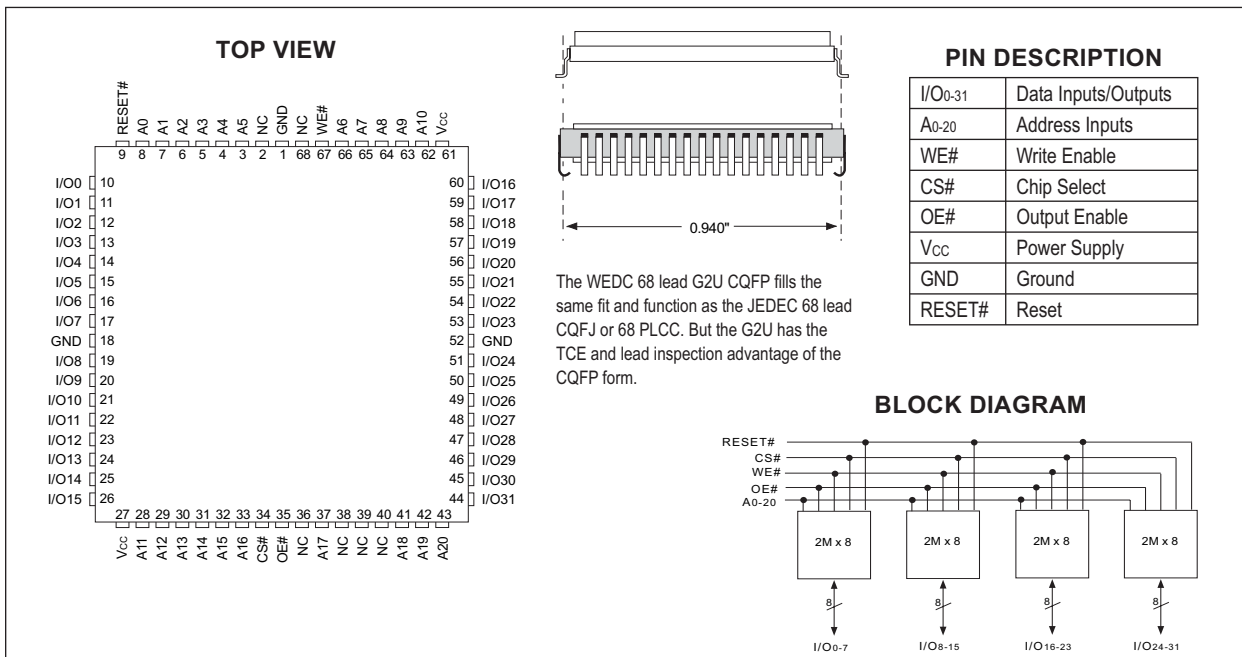 TOP VIEW
RESET# A0 A1 A2 A3 A4 A5 NC GND NC WE# A6 A7 A8 A9 A10 Vcc
9 8 7 6 5 4 3 2 1 68 67 66 65 64 63 62 61
I/O0 10 60 I/O16
I/O1 11 59 I/O17
I/O2 12 58 I/O18
I/O3 13 57 I/O19
I/O4 14 56 I/O20
I/O5 15 55 I/O21
I/O6 16 54 I/O22
I/O7 17 53 I/O23
GND 18 52 GND
I/O8 19 51 I/O24
I/O9 20 50 I/O25
I/O10 21 49 I/O26
I/O11 22 48 I/O27
I/O12 23 47 I/O28
I/O13 24 46 I/O29
I/O14 25 45 I/O30
I/O15 26 44 I/O31
27 28 29 30 31 32 33 34 35 36 37 38 39 40 41 42 43
Vcc A11 A12 A13 A14 A15 A16 CS# OE# NC A17 NC NC NC A18 A19 A20
0.940"
The WEDC 68 lead G2U CQFP fills the
same fit and function as the JEDEC 68 lead
CQFJ or 68 PLCC. But the G2U has the
TCE and lead inspection advantage of the
CQFP form.
PIN DESCRIPTION
I/O0-31 Data Inputs/Outputs
A0-20 Address Inputs
WE# Write Enable
CS# Chip Select
OE# Output Enable
VCC Power Supply
GND Ground
RESET# Reset
BLOCK DIAGRAM
RESET#
CS#
WE#
OE#
A0-20
2M x 8 2M x 8 2M x 8 2M x 8
8 8 8 8
I/O0-7 I/O8-15 I/O16-23 I/O24-31